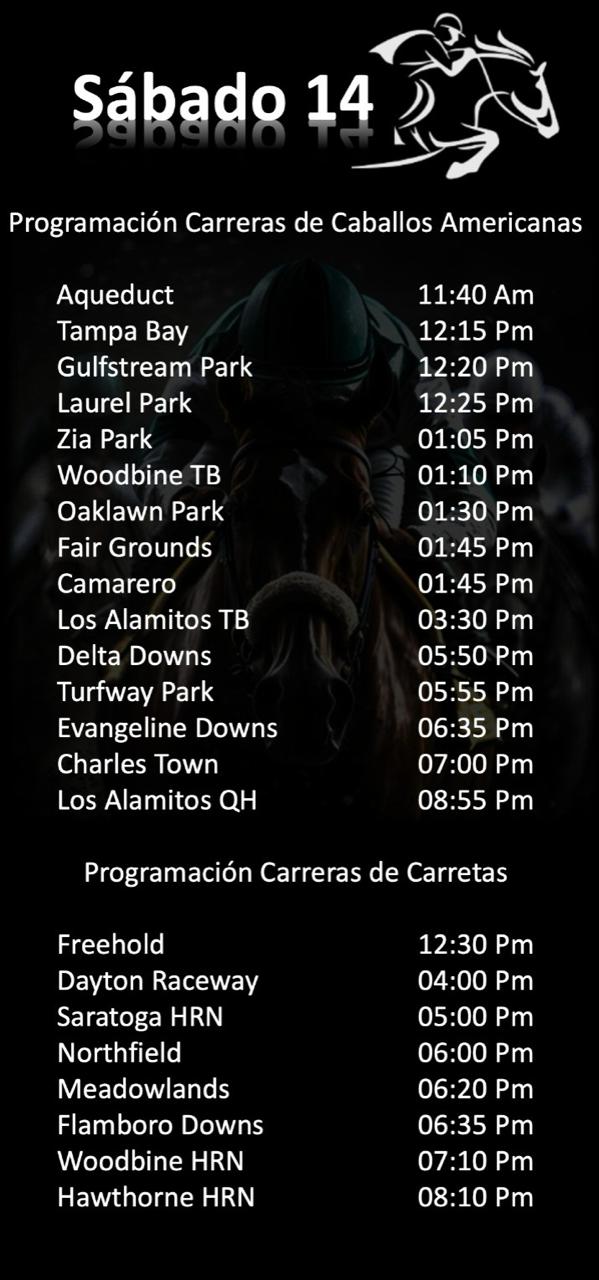 Sábado 14
Programación Carreras de Caballos Americanas
Aqueduct 11:40 Am
Tampa Bay 12:15 Pm
Gulfstream Park 12:20 Pm
Laurel Park 12:25 Pm
Zia Park 01:05 Pm
Woodbine TB 01:10 Pm
Oaklawn Park 01:30 Pm
Fair Grounds 01:45 Pm
Camarero 01:45 Pm
Los Alamitos TB 03:30 Pm
Delta Downs 05:50 Pm
Turfway Park 05:55 Pm
Evangeline Downs 06:35 Pm
Charles Town 07:00 Pm
Los Alamitos QH 08:55 Pm
Programación Carreras de Carretas
Freehold 12:30 Pm
Dayton Raceway 04:00 Pm
Saratoga HRN 05:00 Pm
Northfield 06:00 Pm
Meadowlands 06:20 Pm
Flamboro Downs 06:35 Pm
Woodbine HRN 07:10 Pm
Hawthorne HRN 08:10 Pm